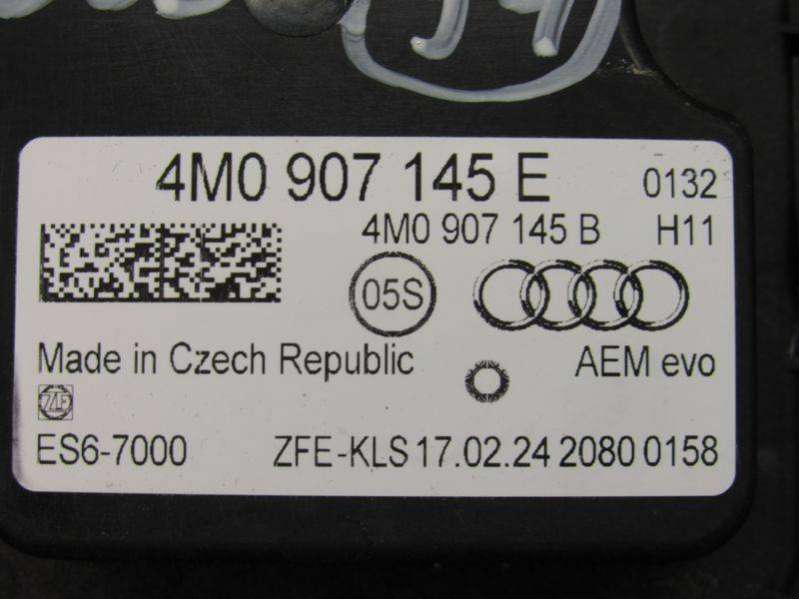 4M0 907 145 E 0132
4M0 907 145 B H11
05S
Made in Czech Republic AEM evo
ZF
ES6-7000 ZFE-KLS 17.02.24 2080 0158